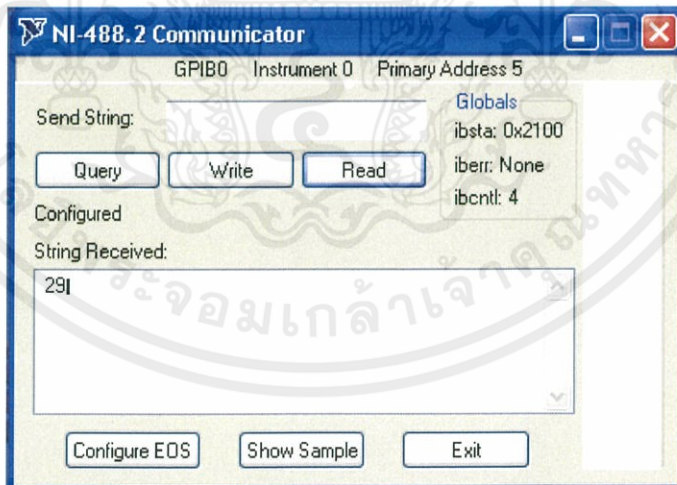 NI-488.2 Communicator
GPIB0 Instrument 0 Primary Address 5
Send String:
Globals
ibsta: 0x2100
iberr: None
ibcntl: 4
Query Write Read
Configured
String Received:
29
Configure EOS Show Sample Exit